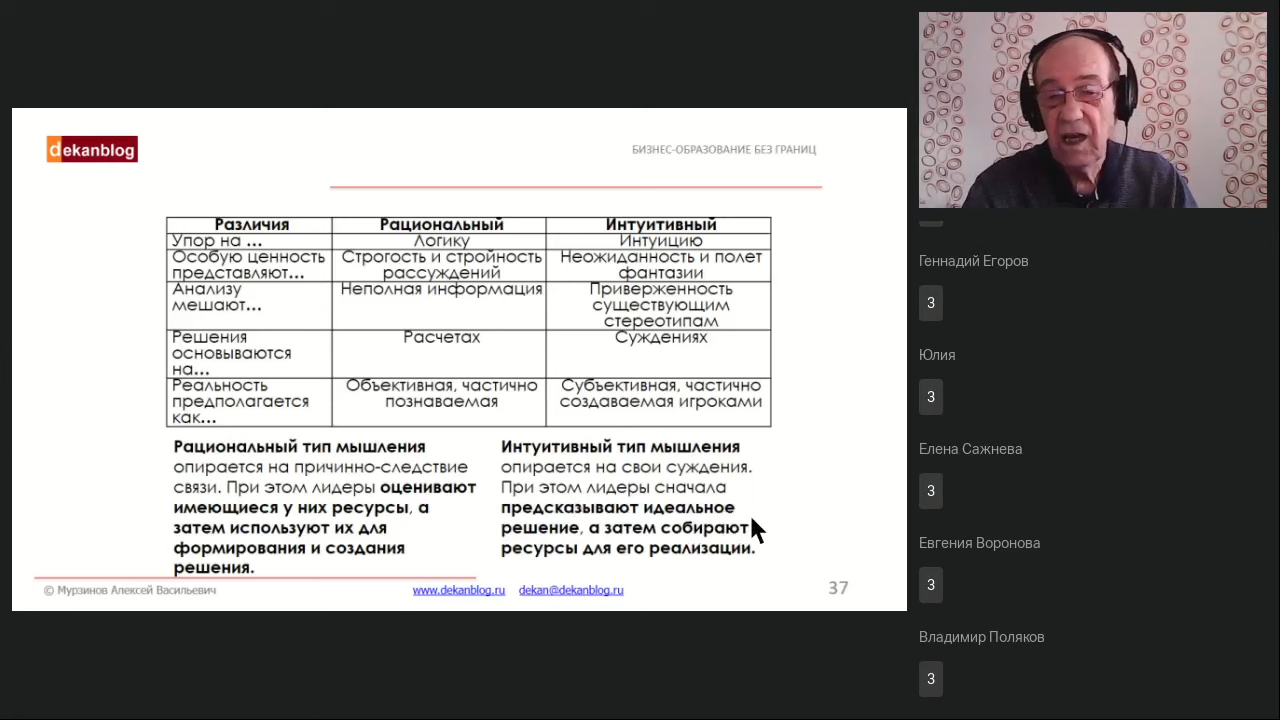 dekanblog
БИЗНЕС-ОБРАЗОВАНИЕ БЕЗ ГРАНИЦ
Различия Рациональный Интуитивный
Упор на … Логику Интуицию
Особую ценность Строгость и стройность Неожиданность и полет
представляют… рассуждений фантазии
Анализу Неполная информация Приверженность
мешают… существующим
стереотипам
Решения Расчетах Суждениях
основываются
на…
Реальность Объективная, частично Субъективная, частично
предполагается познаваемая создаваемая игроками
как…
Рациональный тип мышления
опирается на причинно-следствие
связи. При этом лидеры оценивают
имеющиеся у них ресурсы, а
затем используют их для
формирования и создания
решения.
Интуитивный тип мышления
опирается на свои суждения.
При этом лидеры сначала
предсказывают идеальное
решение, а затем собирают
ресурсы для его реализации.
© Мурзинов Алексей Васильевич www.dekanblog.ru dekan@dekanblog.ru 37
Геннадий Егоров
3
Юлия
3
Елена Сажнева
3
Евгения Воронова
3
Владимир Поляков
3